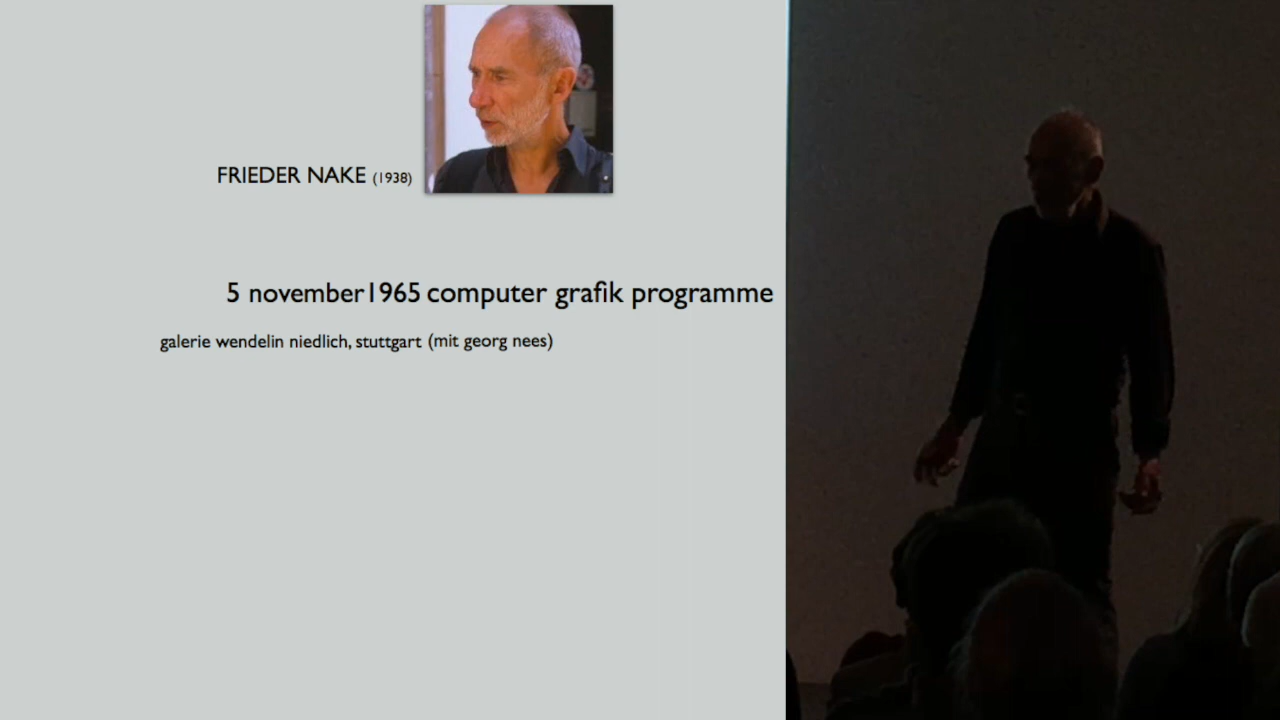 FRIEDER NAKE (1938)
5 november1965 computer grafik programme
galerie wendelin niedlich, stuttgart (mit georg nees)